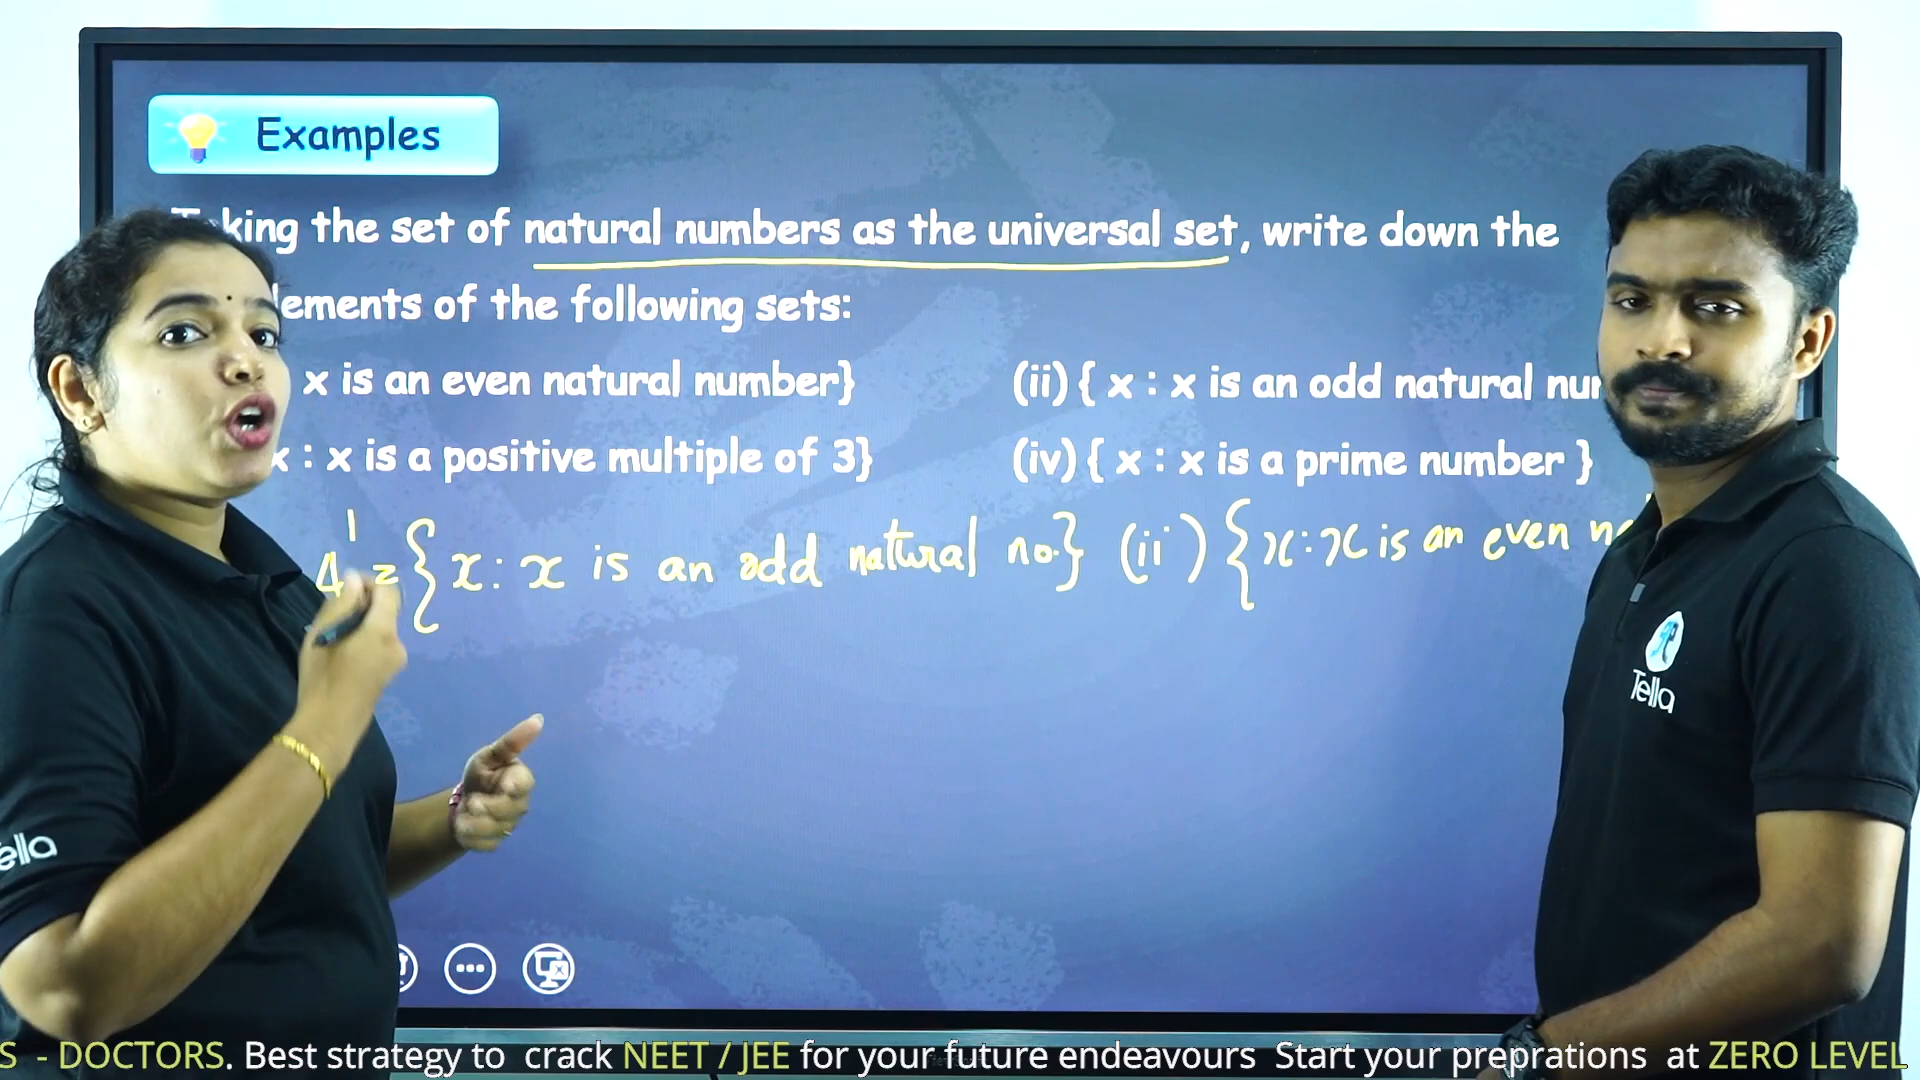 Examples
Taking the set of natural numbers as the universal set, write down the
lements of the following sets:
x is an even natural number} (ii) { x : x is an odd natural nu
x : x is a positive multiple of 3} (iv) { x : x is a prime number }
A' = {x : x is an odd natural no.} (ii) {x : x is an even n
Tella
ella
S - DOCTORS. Best strategy to crack NEET / JEE for your future endeavours Start your preprations at ZERO LEVEL